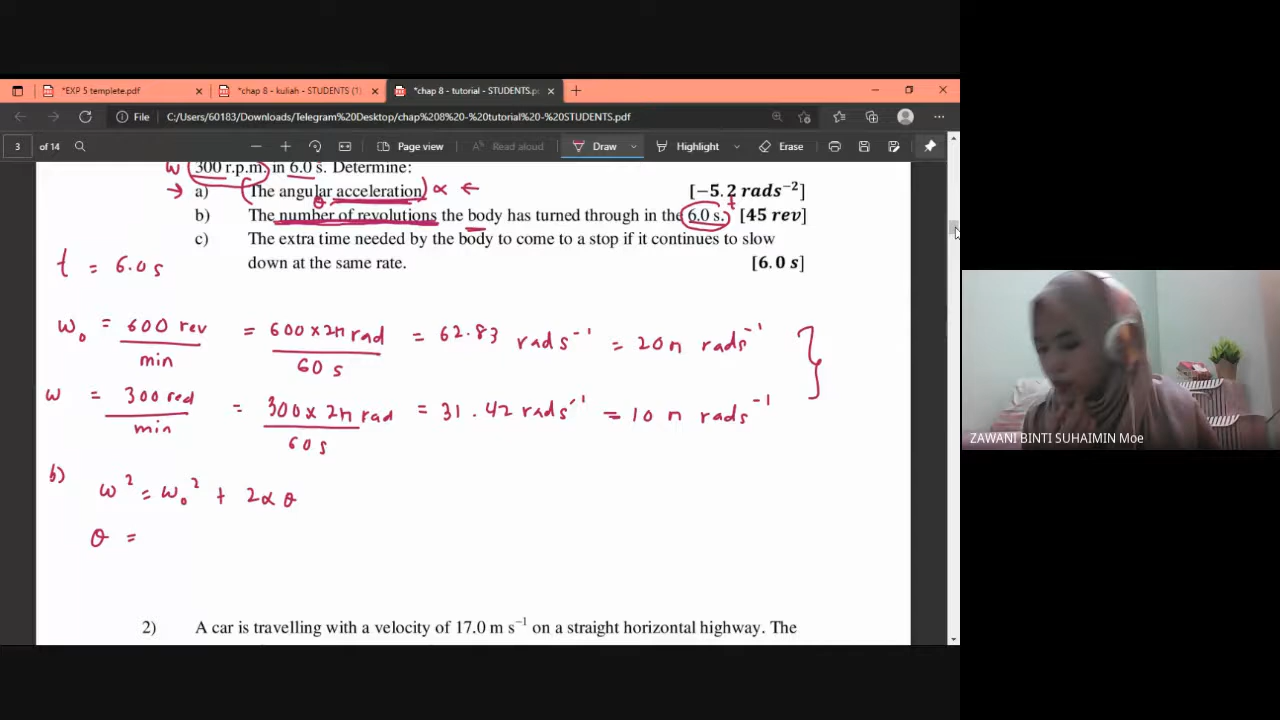 *EXP 5 templete.pdf
*chap 8 - kuliah - STUDENTS (1)
*chap 8 - tutorial - STUDENTS.p
File C:/Users/60183/Downloads/Telegram%20Desktop/chap%208%20-%20tutorial%20-%20STUDENTS.pdf
3 of 14 Page view Read aloud Draw Highlight Erase
ω 300 r.p.m. in 6.0 s. Determine:
→ a) The angular acceleration) α ← [−5.2 rads⁻²]
θ t
b) The number of revolutions the body has turned through in the 6.0 s. [45 rev]
c) The extra time needed by the body to come to a stop if it continues to slow
down at the same rate. [6.0 s]
t = 6.0 s
ω₀ = 600 rev / min = 600 × 2π rad / 60 s = 62.83 rads⁻¹ = 20π rads⁻¹
ω = 300 red / min = 300 × 2π rad / 60 s = 31.42 rads⁻¹ = 10π rads⁻¹
b)
ω² = ω₀² + 2αθ
θ =
2) A car is travelling with a velocity of 17.0 m s⁻¹ on a straight horizontal highway. The
ZAWANI BINTI SUHAIMIN Moe